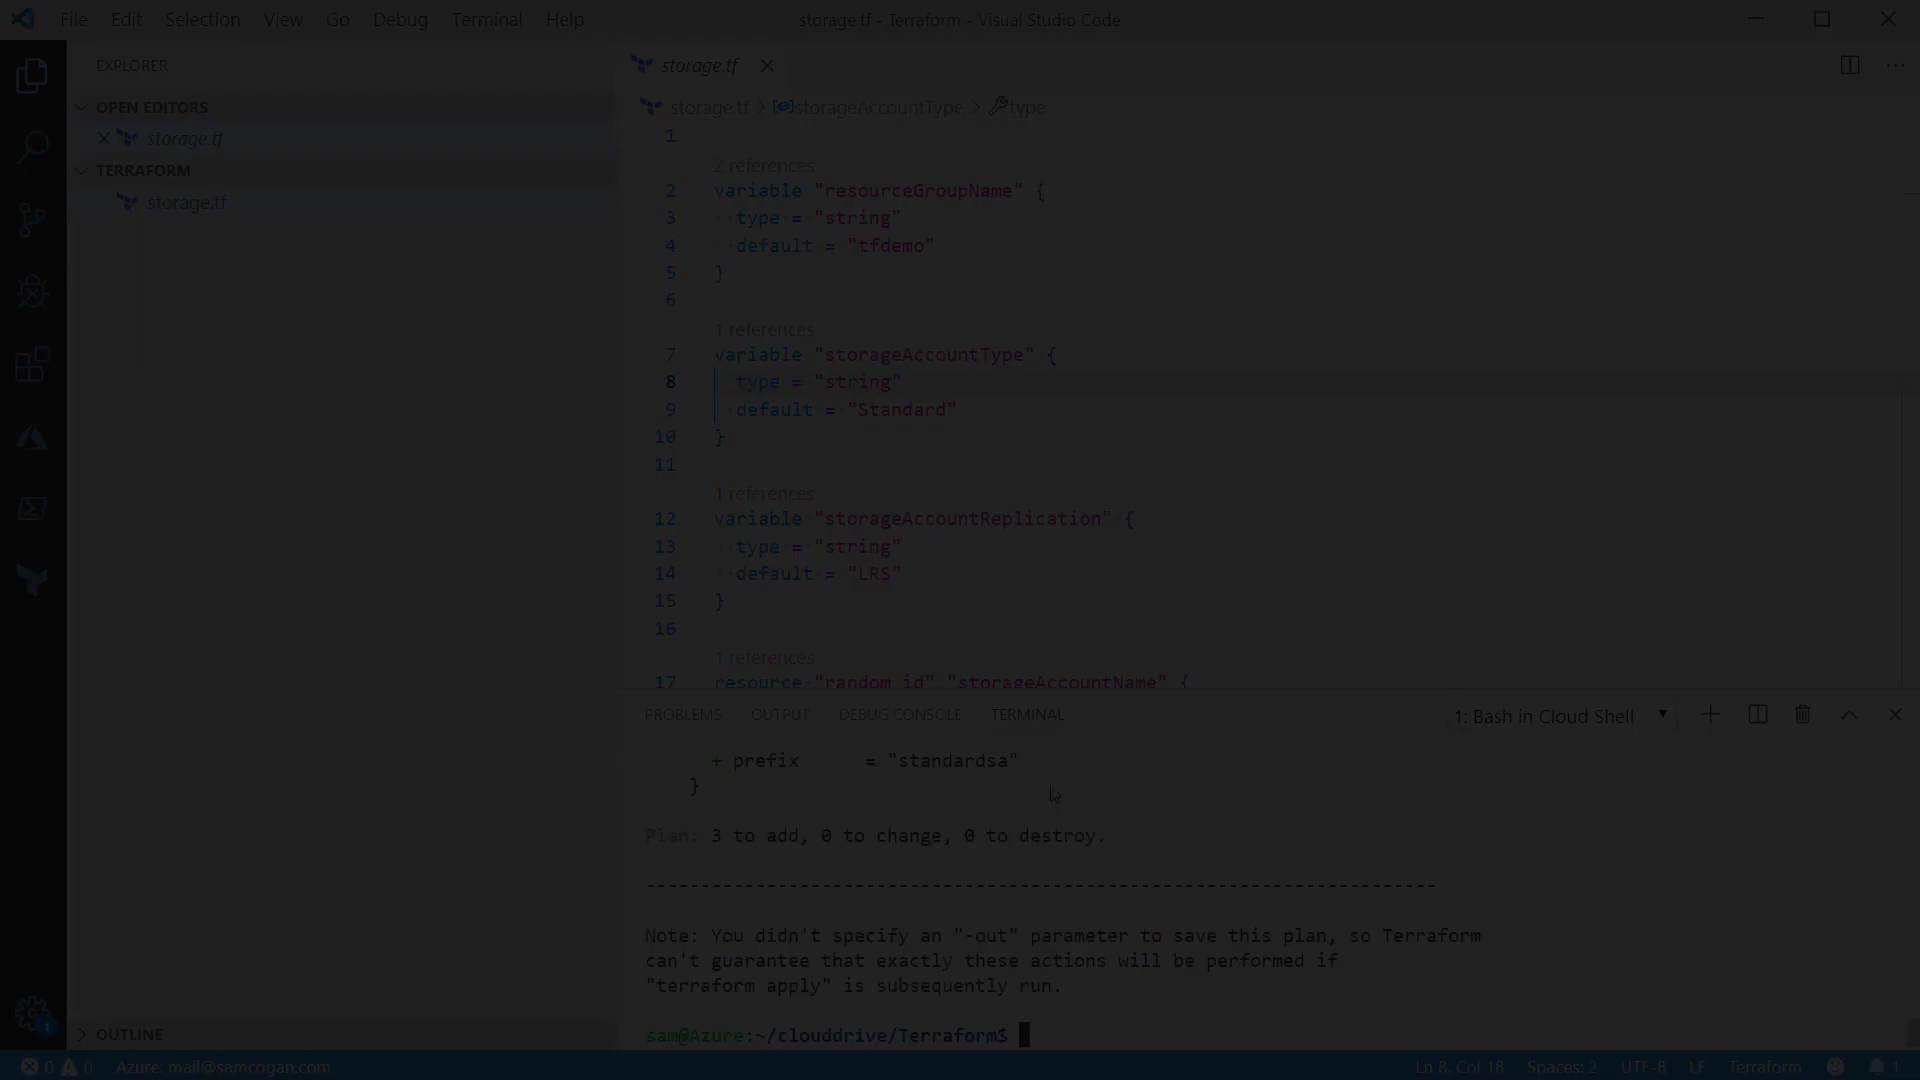 File Edit Selection View Go Debug Terminal Help
storage.tf - Terraform - Visual Studio Code
EXPLORER
OPEN EDITORS
storage.tf
TERRAFORM
storage.tf
OUTLINE
storage.tf
storage.tf > storageAccountType > type
1
2 references
2 variable "resourceGroupName" {
3 type = "string"
4 default = "tfdemo"
5 }
6
1 references
7 variable "storageAccountType" {
8 type = "string"
9 default = "Standard"
10 }
11
1 references
12 variable "storageAccountReplication" {
13 type = "string"
14 default = "LRS"
15 }
16
1 references
17 resource "random_id" "storageAccountName" {
PROBLEMS OUTPUT DEBUG CONSOLE TERMINAL
1: Bash in Cloud Shell
+ prefix = "standardsa"
}
Plan: 3 to add, 0 to change, 0 to destroy.
------------------------------------------------------------------------
Note: You didn't specify an "-out" parameter to save this plan, so Terraform
can't guarantee that exactly these actions will be performed if
"terraform apply" is subsequently run.
sam@Azure:~/clouddrive/Terraform$
1
0 0 Azure: mail@samcogan.com
Ln 8, Col 18 Spaces: 2 UTF-8 LF Terraform 1